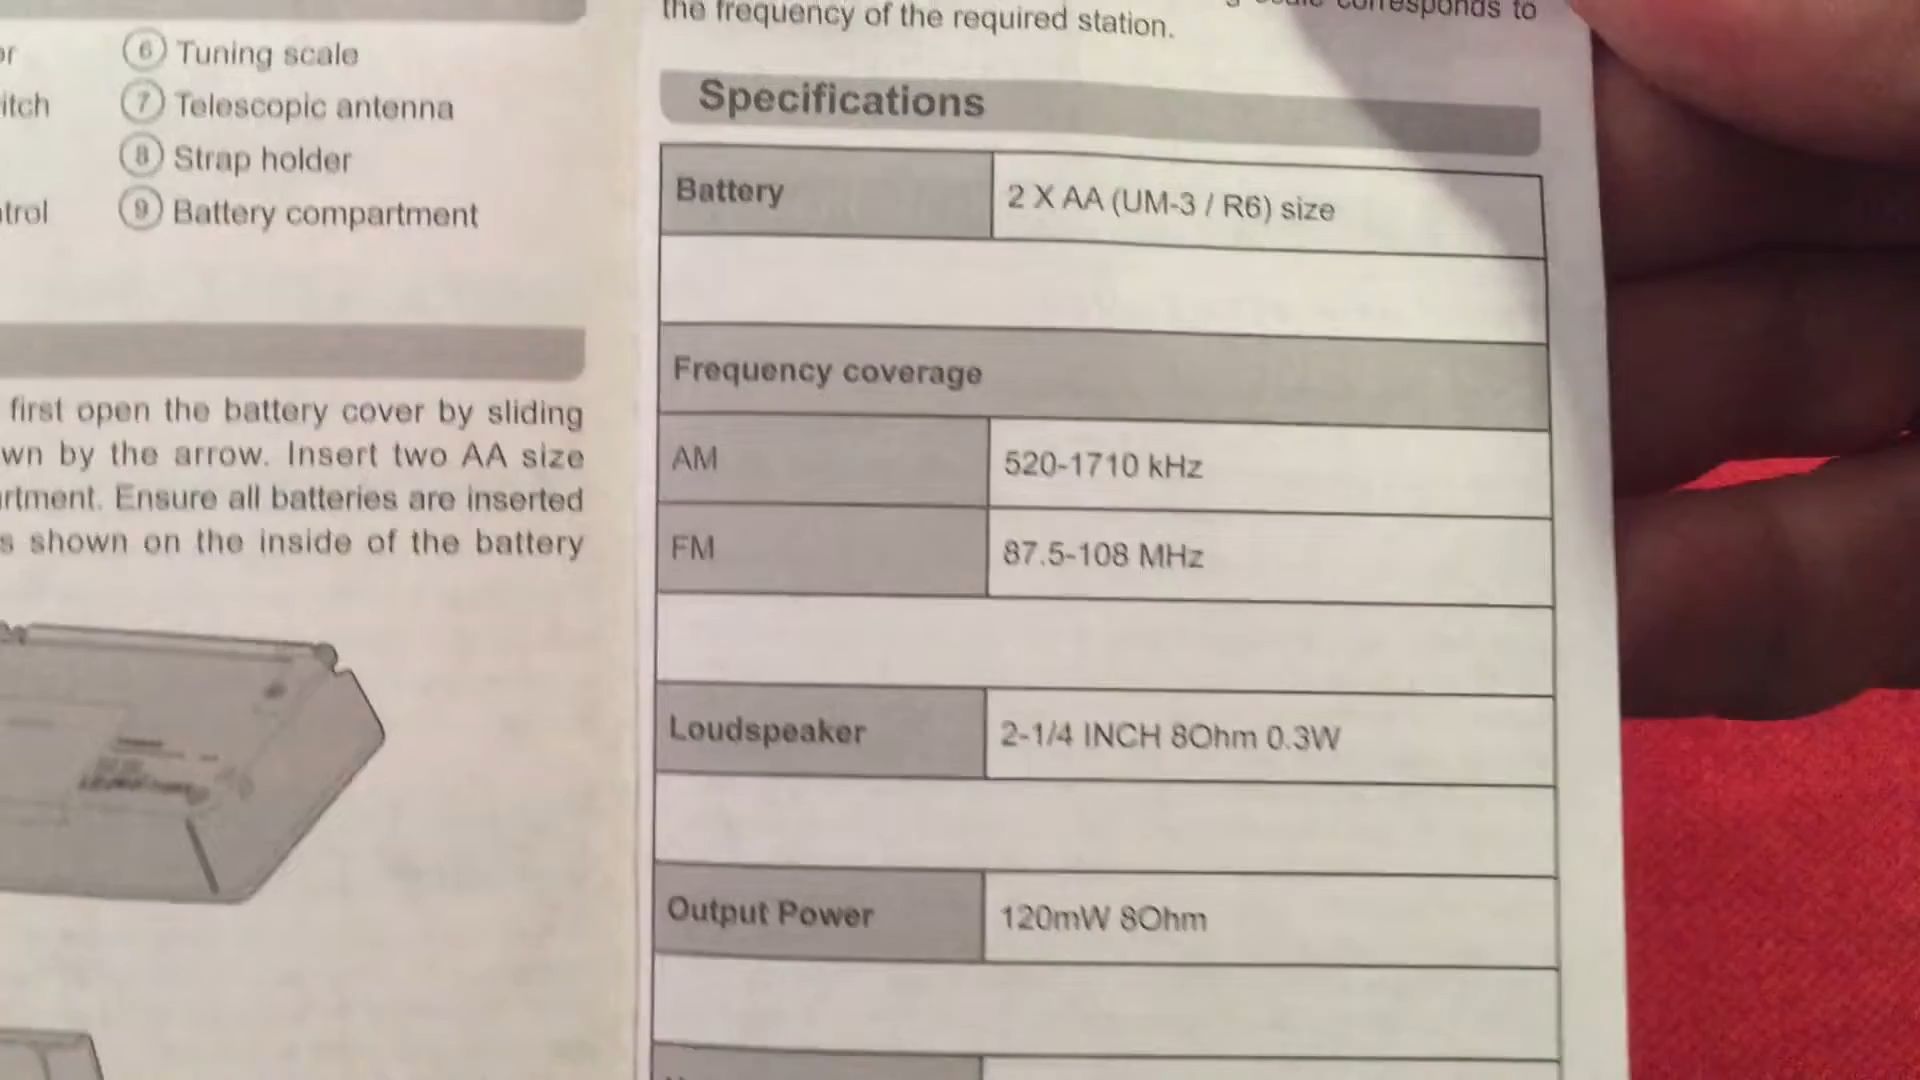 6 Tuning scale
itch
7 Telescopic antenna
8 Strap holder
trol
9 Battery compartment
first open the battery cover by sliding
wn by the arrow. Insert two AA size
rtment. Ensure all batteries are inserted
s shown on the inside of the battery
corresponds to
the frequency of the required station.
Specifications
Battery 2 X AA (UM-3 / R6) size
Frequency coverage
AM 520-1710 kHz
FM 87.5-108 MHz
Loudspeaker 2-1/4 INCH 8Ohm 0.3W
Output Power 120mW 8Ohm